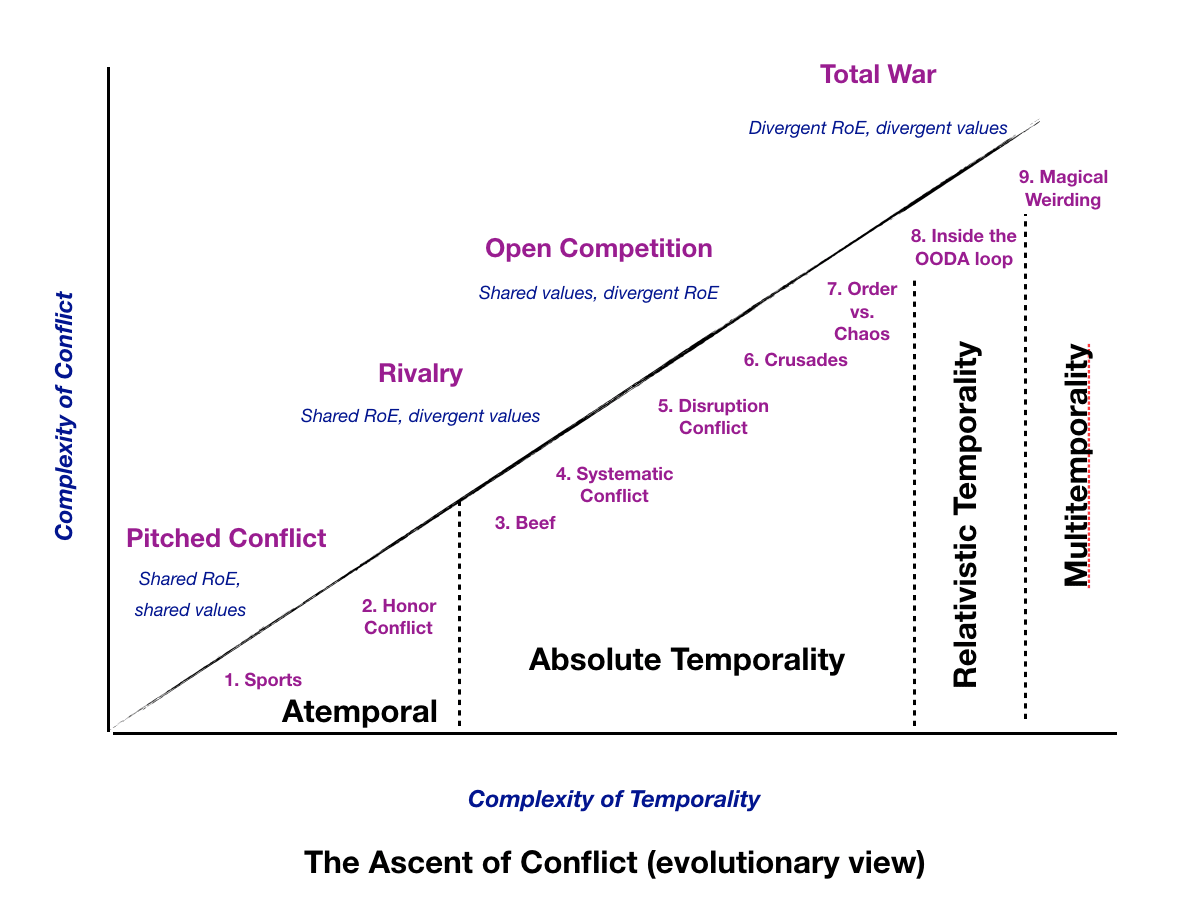 Total War
Divergent RoE, divergent values
9. Magical
Weirding
8. Inside the
OODA loop
Open Competition
Shared values, divergent RoE
7. Order
vs.
Chaos
6. Crusades
Rivalry
Shared RoE, divergent values
5. Disruption
Conflict
4. Systematic
Conflict
3. Beef
Pitched Conflict
Shared RoE,
shared values
2. Honor
Conflict
1. Sports
Atemporal
Absolute Temporality
Relativistic Temporality
Multitemporality
Complexity of Conflict
Complexity of Temporality
The Ascent of Conflict (evolutionary view)